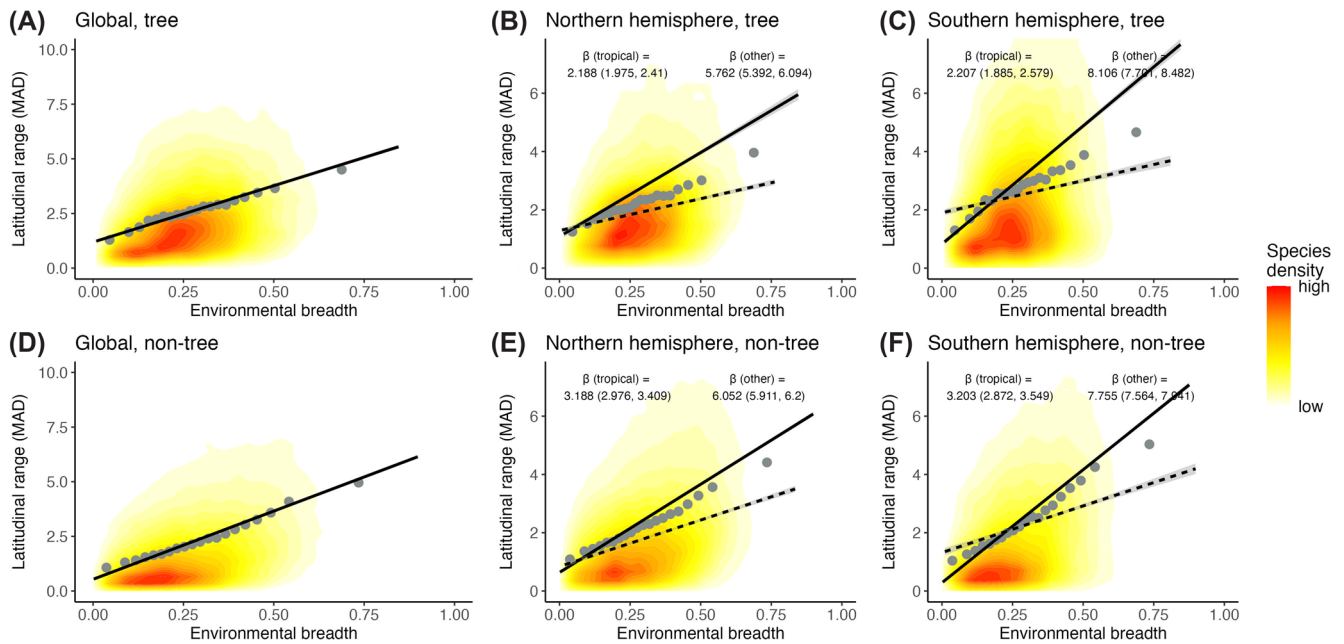 (A) Global, tree
Latitudinal range (MAD)
10.0
7.5
5.0
2.5
0.0
0.00 0.25 0.50 0.75 1.00
Environmental breadth
(B) Northern hemisphere, tree
β (tropical) = β (other) =
2.188 (1.975, 2.41) 5.762 (5.392, 6.094)
Latitudinal range (MAD)
6
4
2
0
0.00 0.25 0.50 0.75 1.00
Environmental breadth
(C) Southern hemisphere, tree
β (tropical) = β (other) =
2.207 (1.885, 2.579) 8.106 (7.701, 8.482)
Latitudinal range (MAD)
6
4
2
0
0.00 0.25 0.50 0.75 1.00
Environmental breadth
(D) Global, non-tree
Latitudinal range (MAD)
10.0
7.5
5.0
2.5
0.0
0.00 0.25 0.50 0.75 1.00
Environmental breadth
(E) Northern hemisphere, non-tree
β (tropical) = β (other) =
3.188 (2.976, 3.409) 6.052 (5.911, 6.2)
Latitudinal range (MAD)
6
4
2
0
0.00 0.25 0.50 0.75 1.00
Environmental breadth
(F) Southern hemisphere, non-tree
β (tropical) = β (other) =
3.203 (2.872, 3.549) 7.755 (7.564, 7.941)
Latitudinal range (MAD)
6
4
2
0
0.00 0.25 0.50 0.75 1.00
Environmental breadth
Species
density
high
low